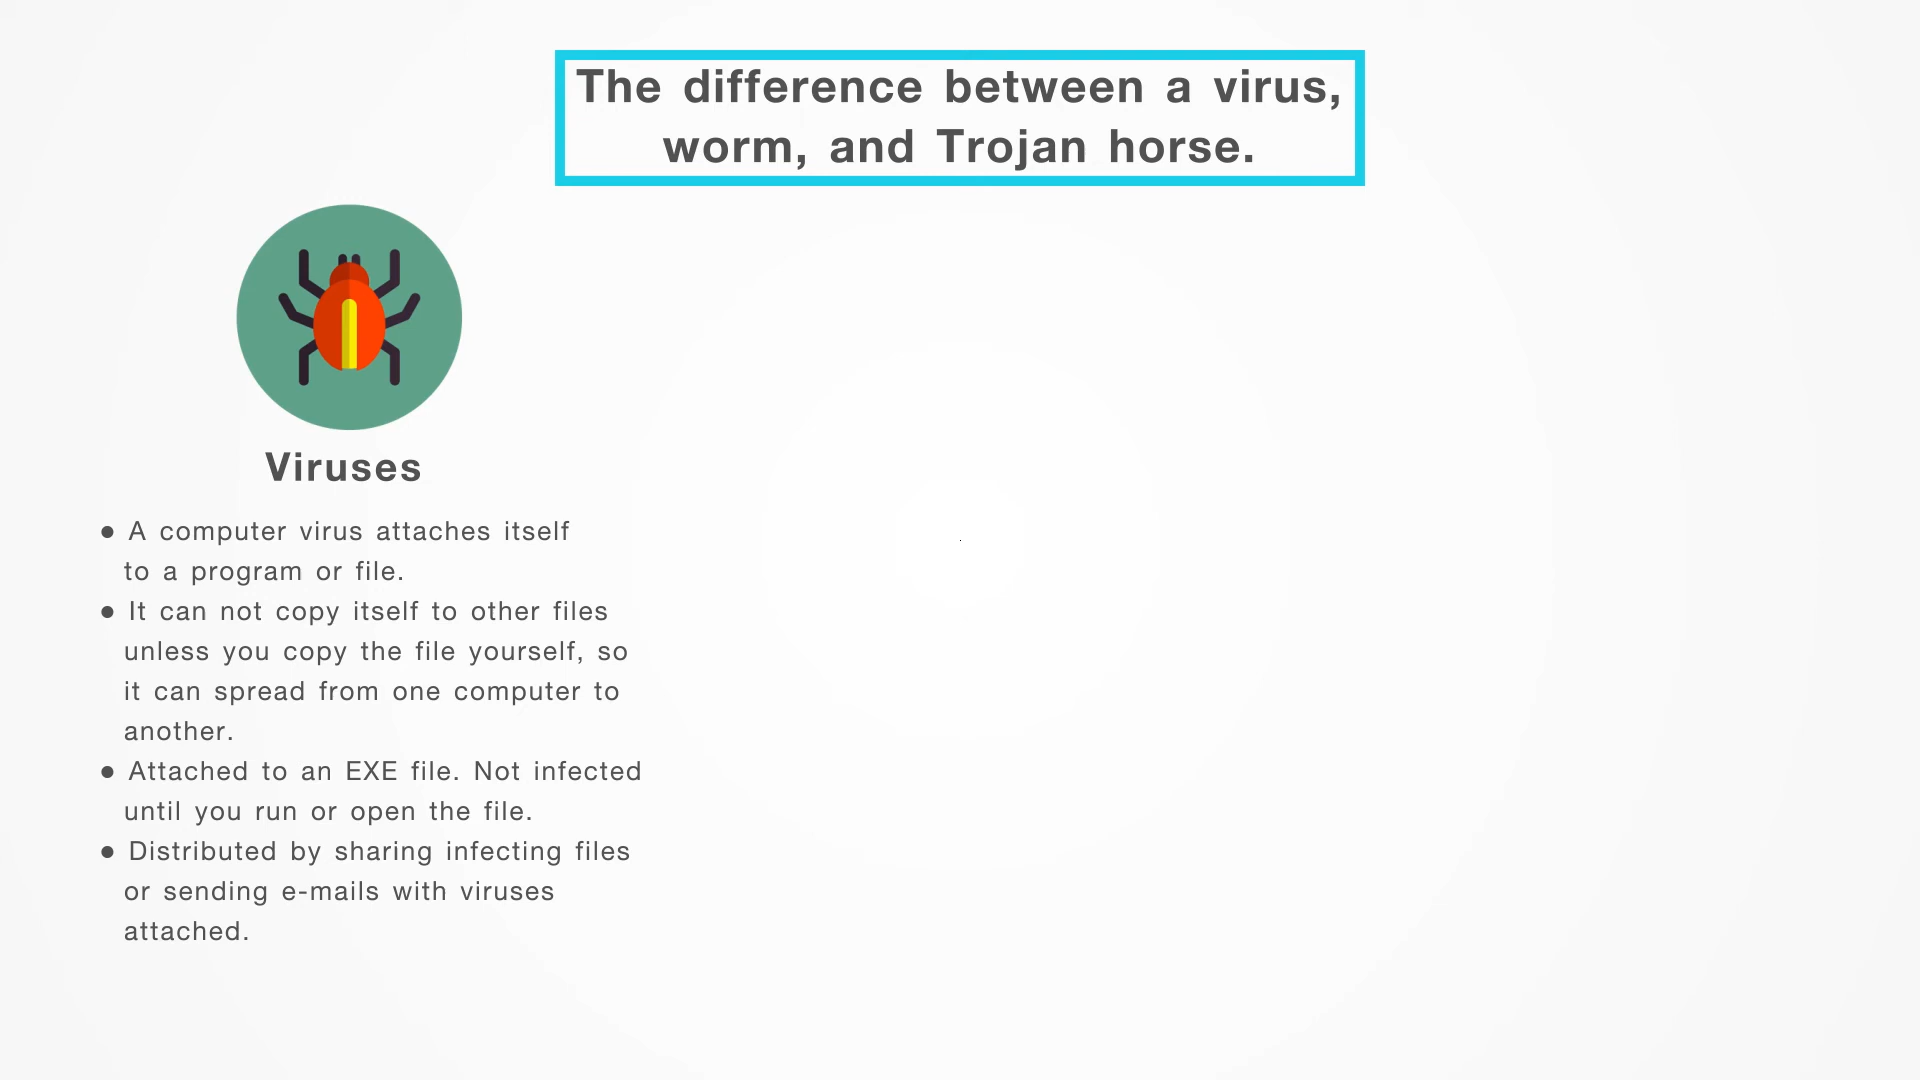 The difference between a virus,
worm, and Trojan horse.
Viruses
● A computer virus attaches itself
to a program or file.
● It can not copy itself to other files
unless you copy the file yourself, so
it can spread from one computer to
another.
● Attached to an EXE file. Not infected
until you run or open the file.
● Distributed by sharing infecting files
or sending e-mails with viruses
attached.